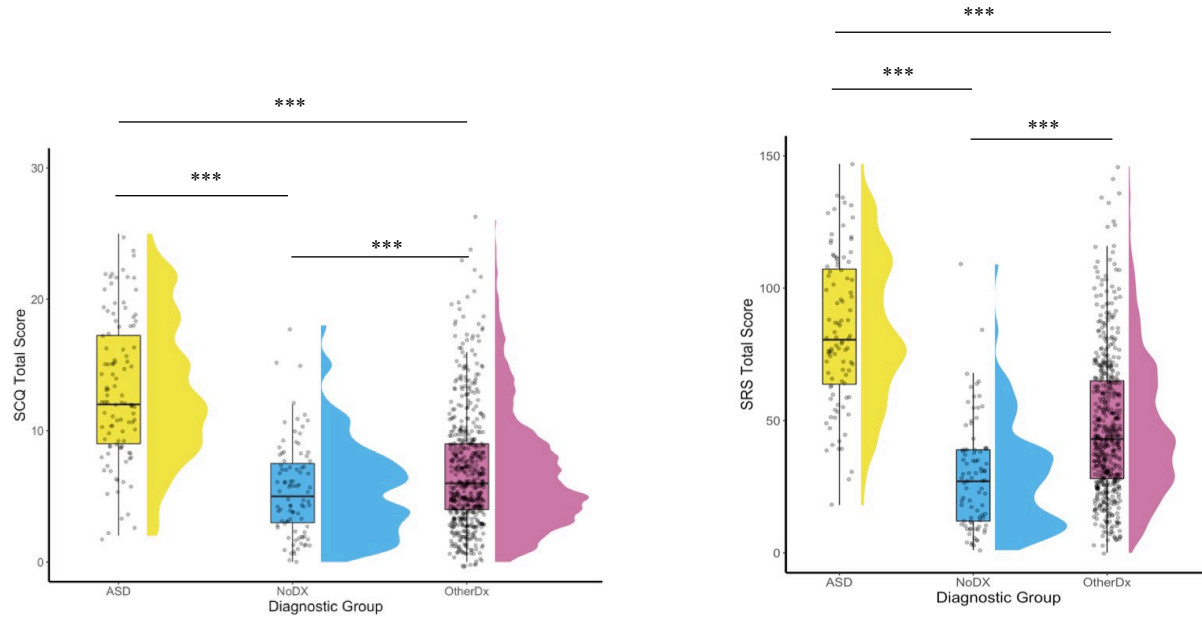 ***
***
***
30
20
10
0
SCQ Total Score
ASD
NoDX
OtherDx
Diagnostic Group
***
***
***
150
100
50
0
SRS Total Score
ASD
NoDX
OtherDx
Diagnostic Group